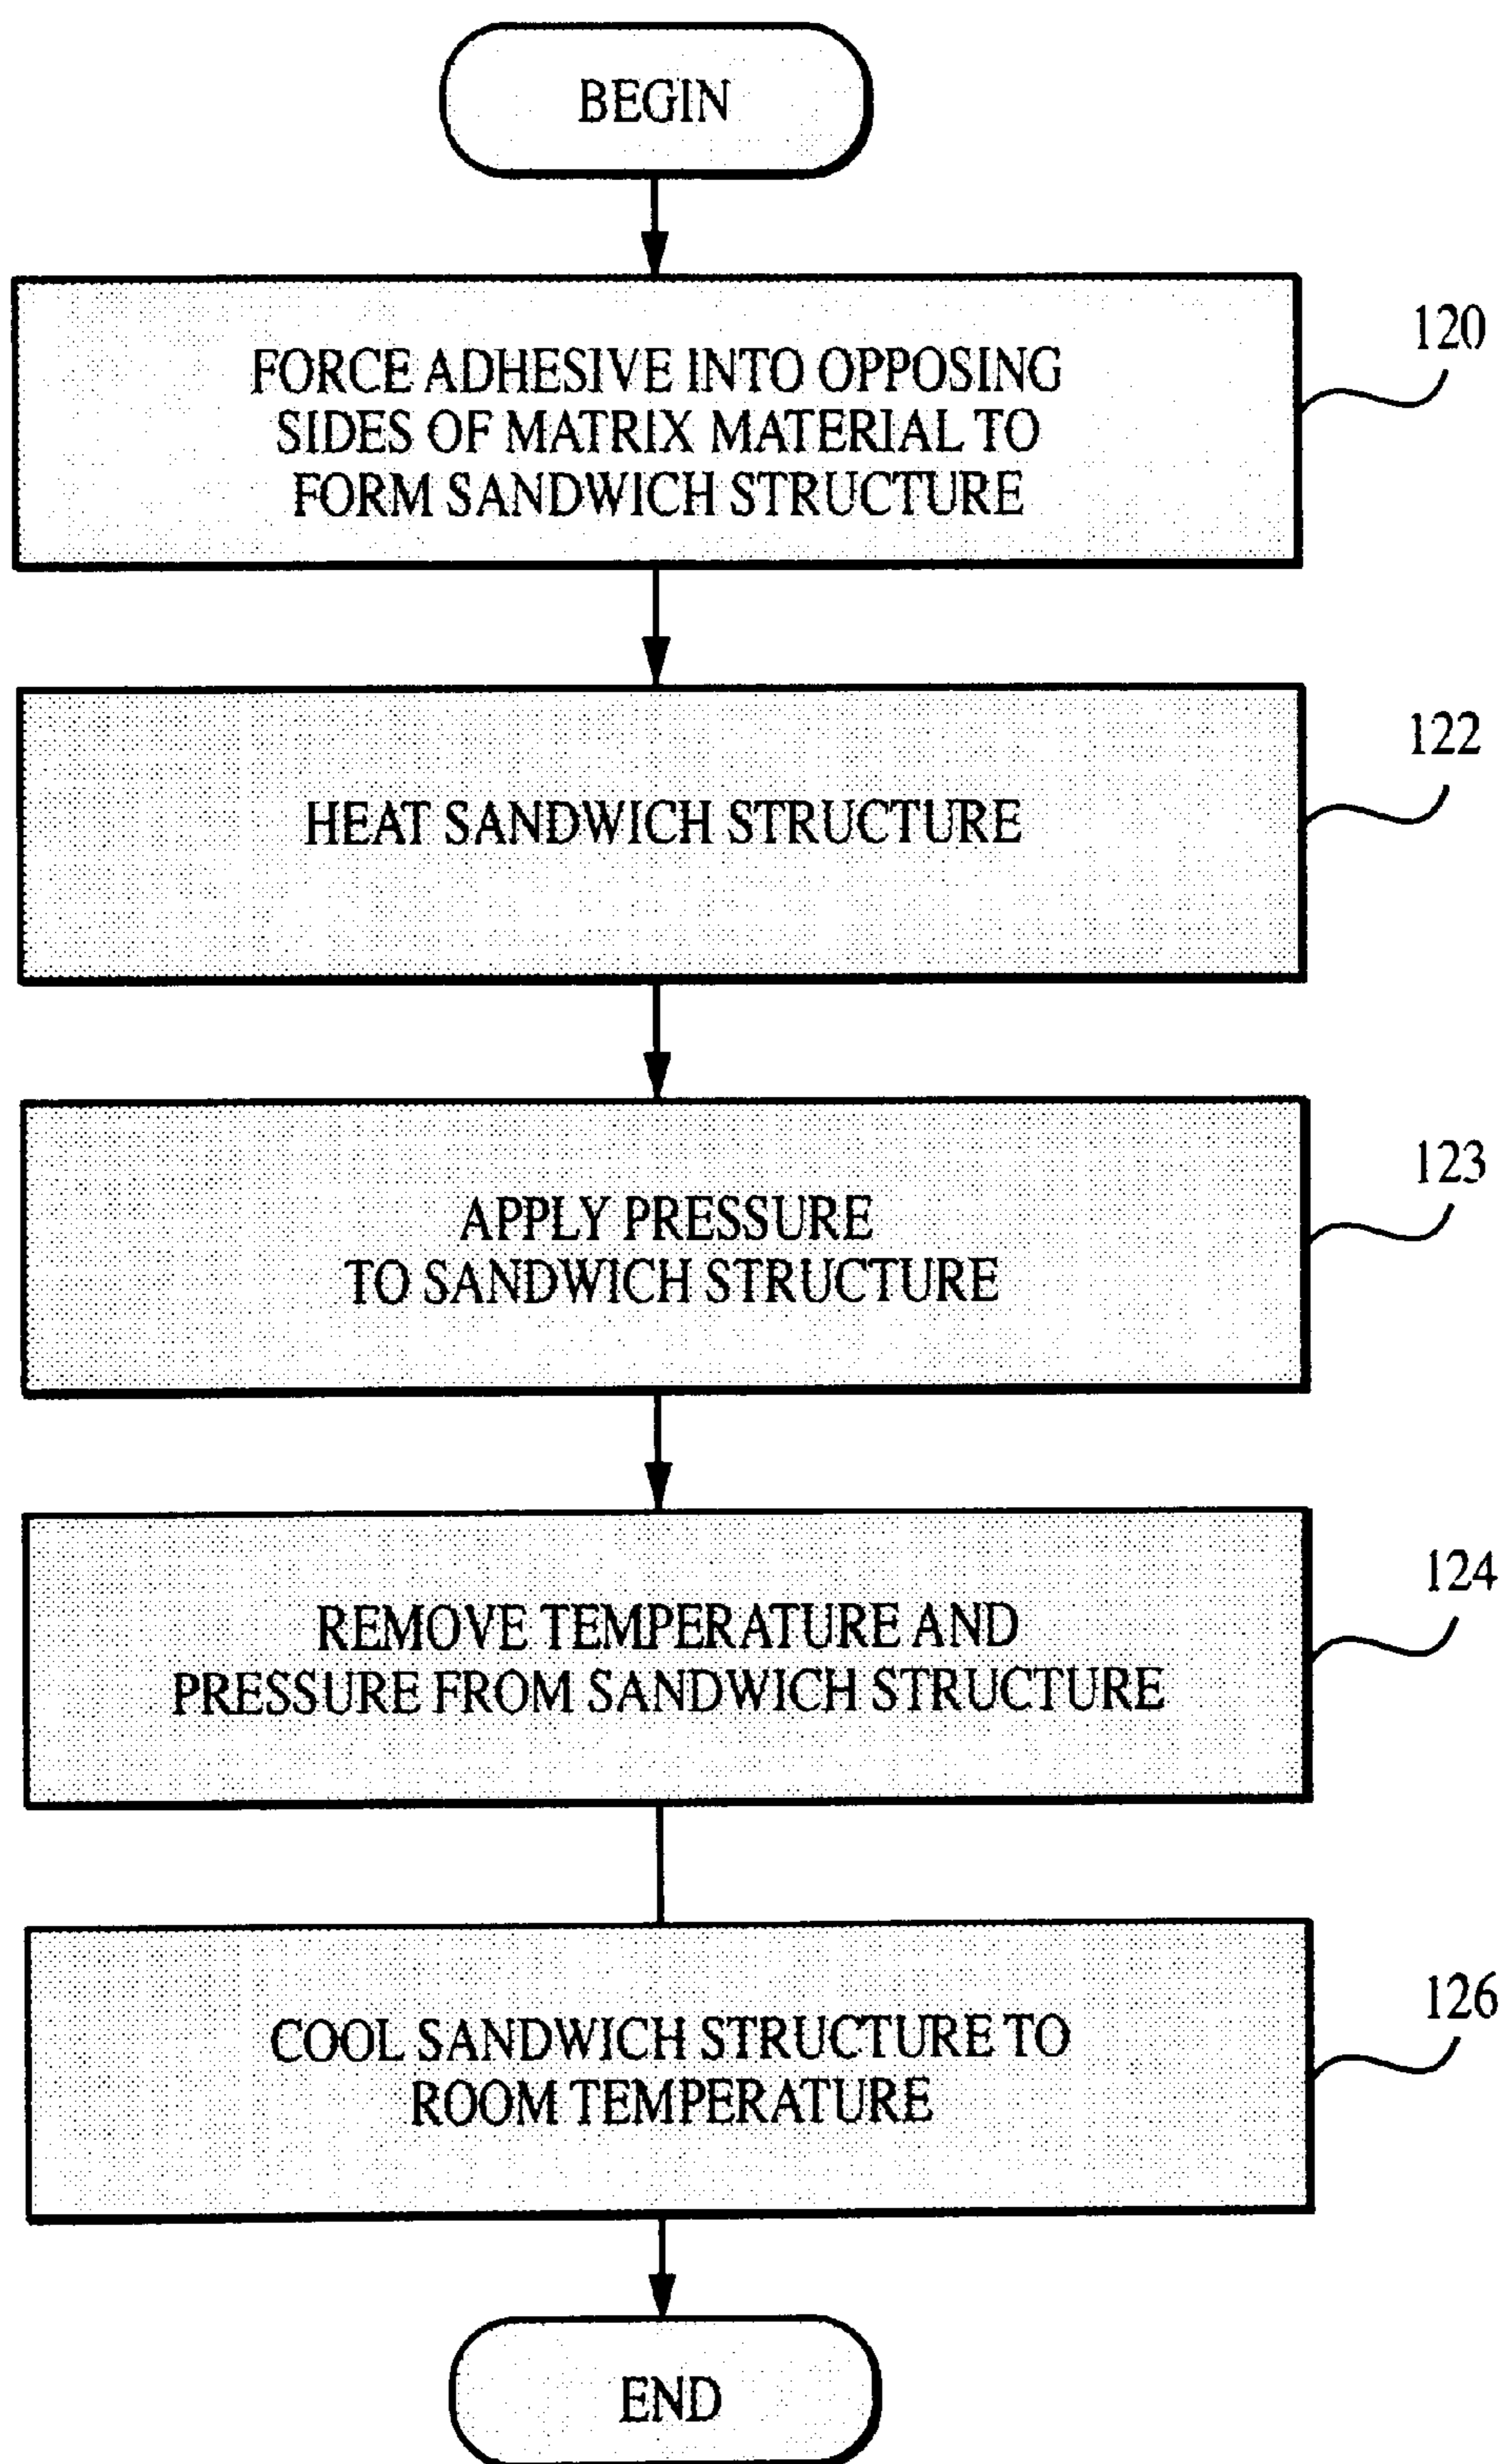 BEGIN
FORCE ADHESIVE INTO OPPOSING
SIDES OF MATRIX MATERIAL TO
FORM SANDWICH STRUCTURE
120
HEAT SANDWICH STRUCTURE
122
APPLY PRESSURE
TO SANDWICH STRUCTURE
123
REMOVE TEMPERATURE AND
PRESSURE FROM SANDWICH STRUCTURE
124
COOL SANDWICH STRUCTURE TO
ROOM TEMPERATURE
126
END